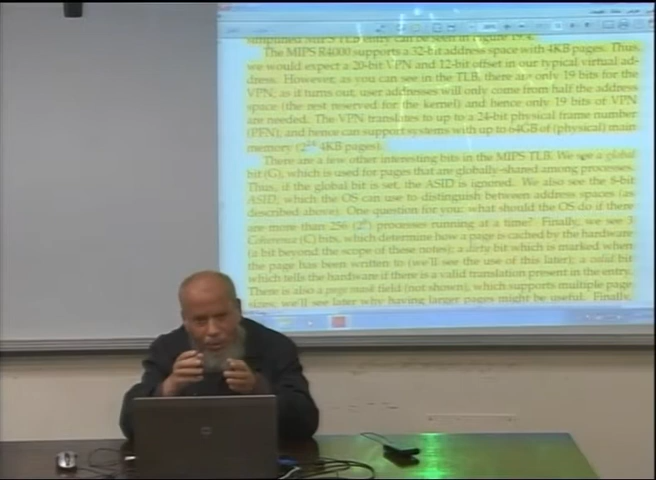 simplified MIPS TLB entry can be seen in Figure 19.4.
The MIPS R4000 supports a 32-bit address space with 4KB pages. Thus,
we would expect a 20-bit VPN and 12-bit offset in our typical virtual ad-
dress. However, as you can see in the TLB, there are only 19 bits for the
VPN; as it turns out, user addresses will only come from half the address
space (the rest reserved for the kernel) and hence only 19 bits of VPN
are needed. The VPN translates to up to a 24-bit physical frame number
(PFN), and hence can support systems with up to 64GB of (physical) main
memory (2^24 4KB pages).
There are a few other interesting bits in the MIPS TLB. We see a global
bit (G), which is used for pages that are globally-shared among processes.
Thus, if the global bit is set, the ASID is ignored. We also see the 8-bit
ASID, which the OS can use to distinguish between address spaces (as
described above). One question for you: what should the OS do if there
are more than 256 (2^8) processes running at a time? Finally, we see 3
Coherence (C) bits, which determine how a page is cached by the hardware
(a bit beyond the scope of these notes); a dirty bit which is marked when
the page has been written to (we'll see the use of this later); a valid bit
which tells the hardware if there is a valid translation present in the entry.
There is also a page mask field (not shown), which supports multiple page
sizes; we'll see later why having larger pages might be useful. Finally,